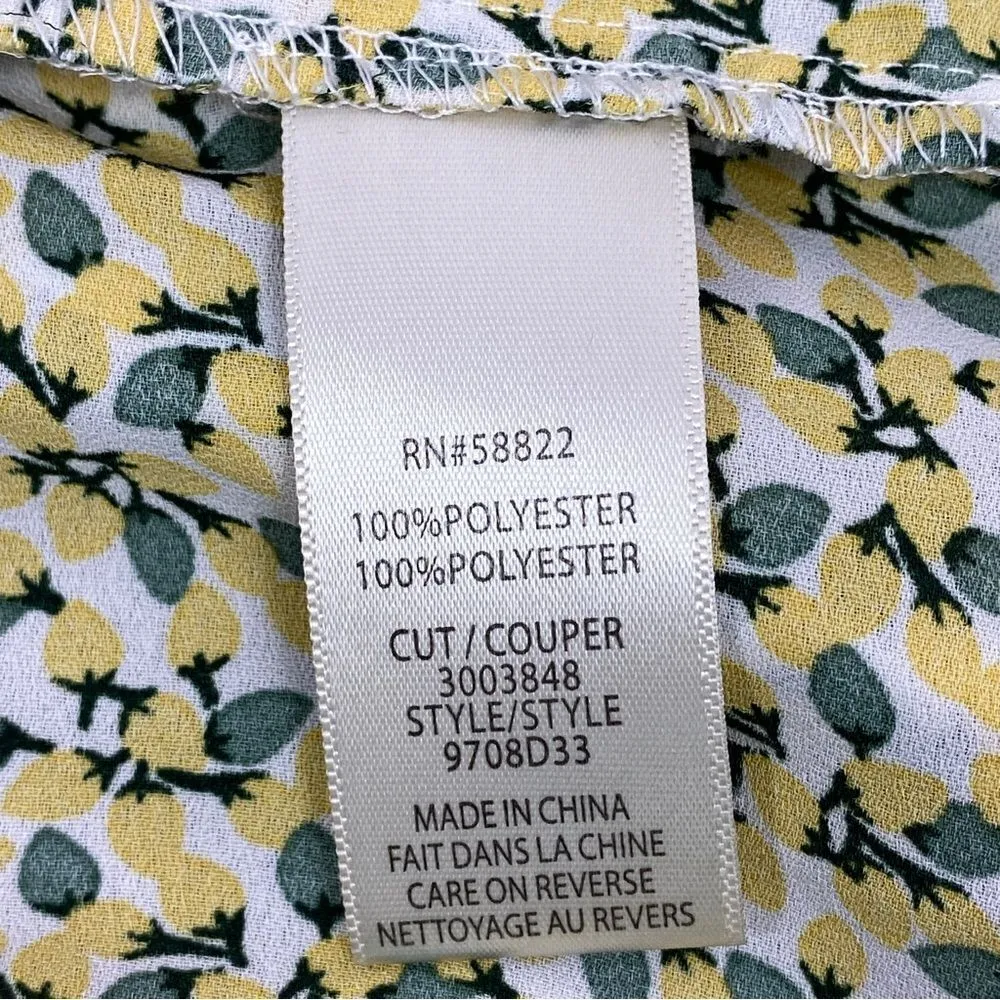 RN#58822
100%POLYESTER
100%POLYESTER
CUT / COUPER
3003848
STYLE/STYLE
9708D33
MADE IN CHINA
FAIT DANS LA CHINE
CARE ON REVERSE
NETTOYAGE AU REVERS